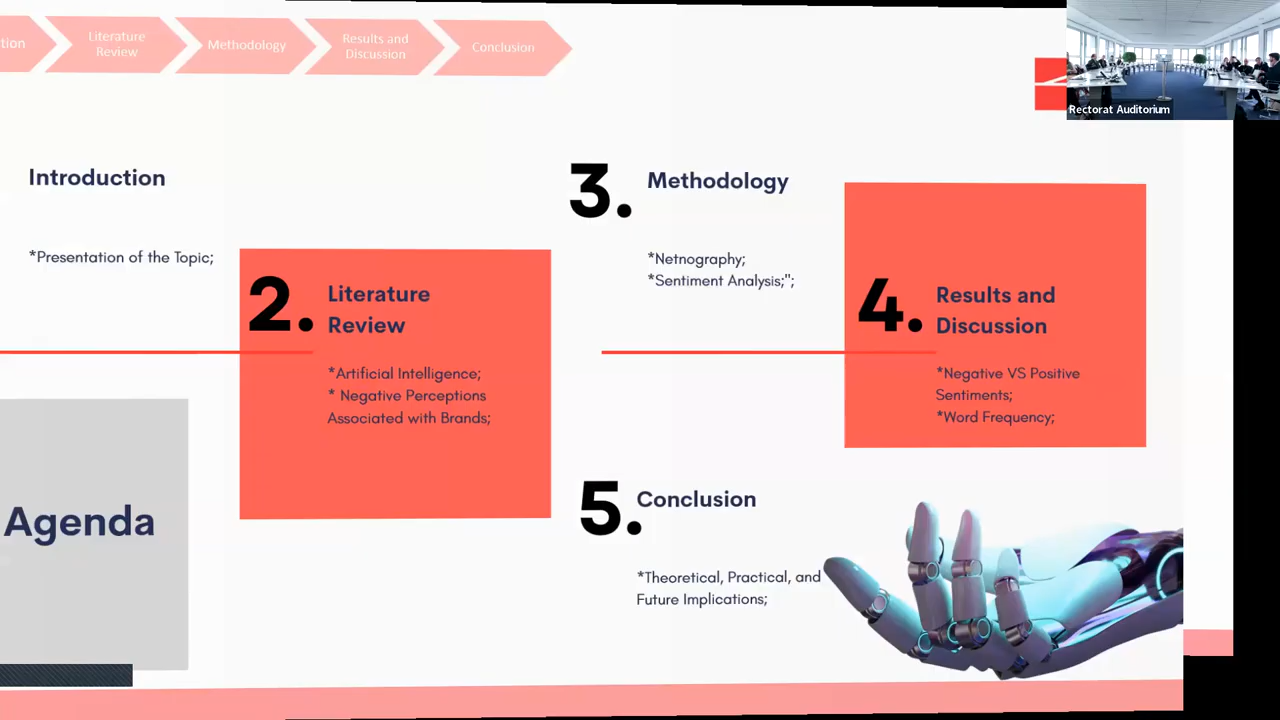 Literature
Review
Methodology
Results and
Discussion
Conclusion
Rectorat Auditorium
Introduction
*Presentation of the Topic;
2.
Literature
Review
*Artificial Intelligence;
* Negative Perceptions
Associated with Brands;
3.
Methodology
*Netnography;
*Sentiment Analysis;";
4.
Results and
Discussion
*Negative VS Positive
Sentiments;
*Word Frequency;
5.
Conclusion
*Theoretical, Practical, and
Future Implications;
Agenda